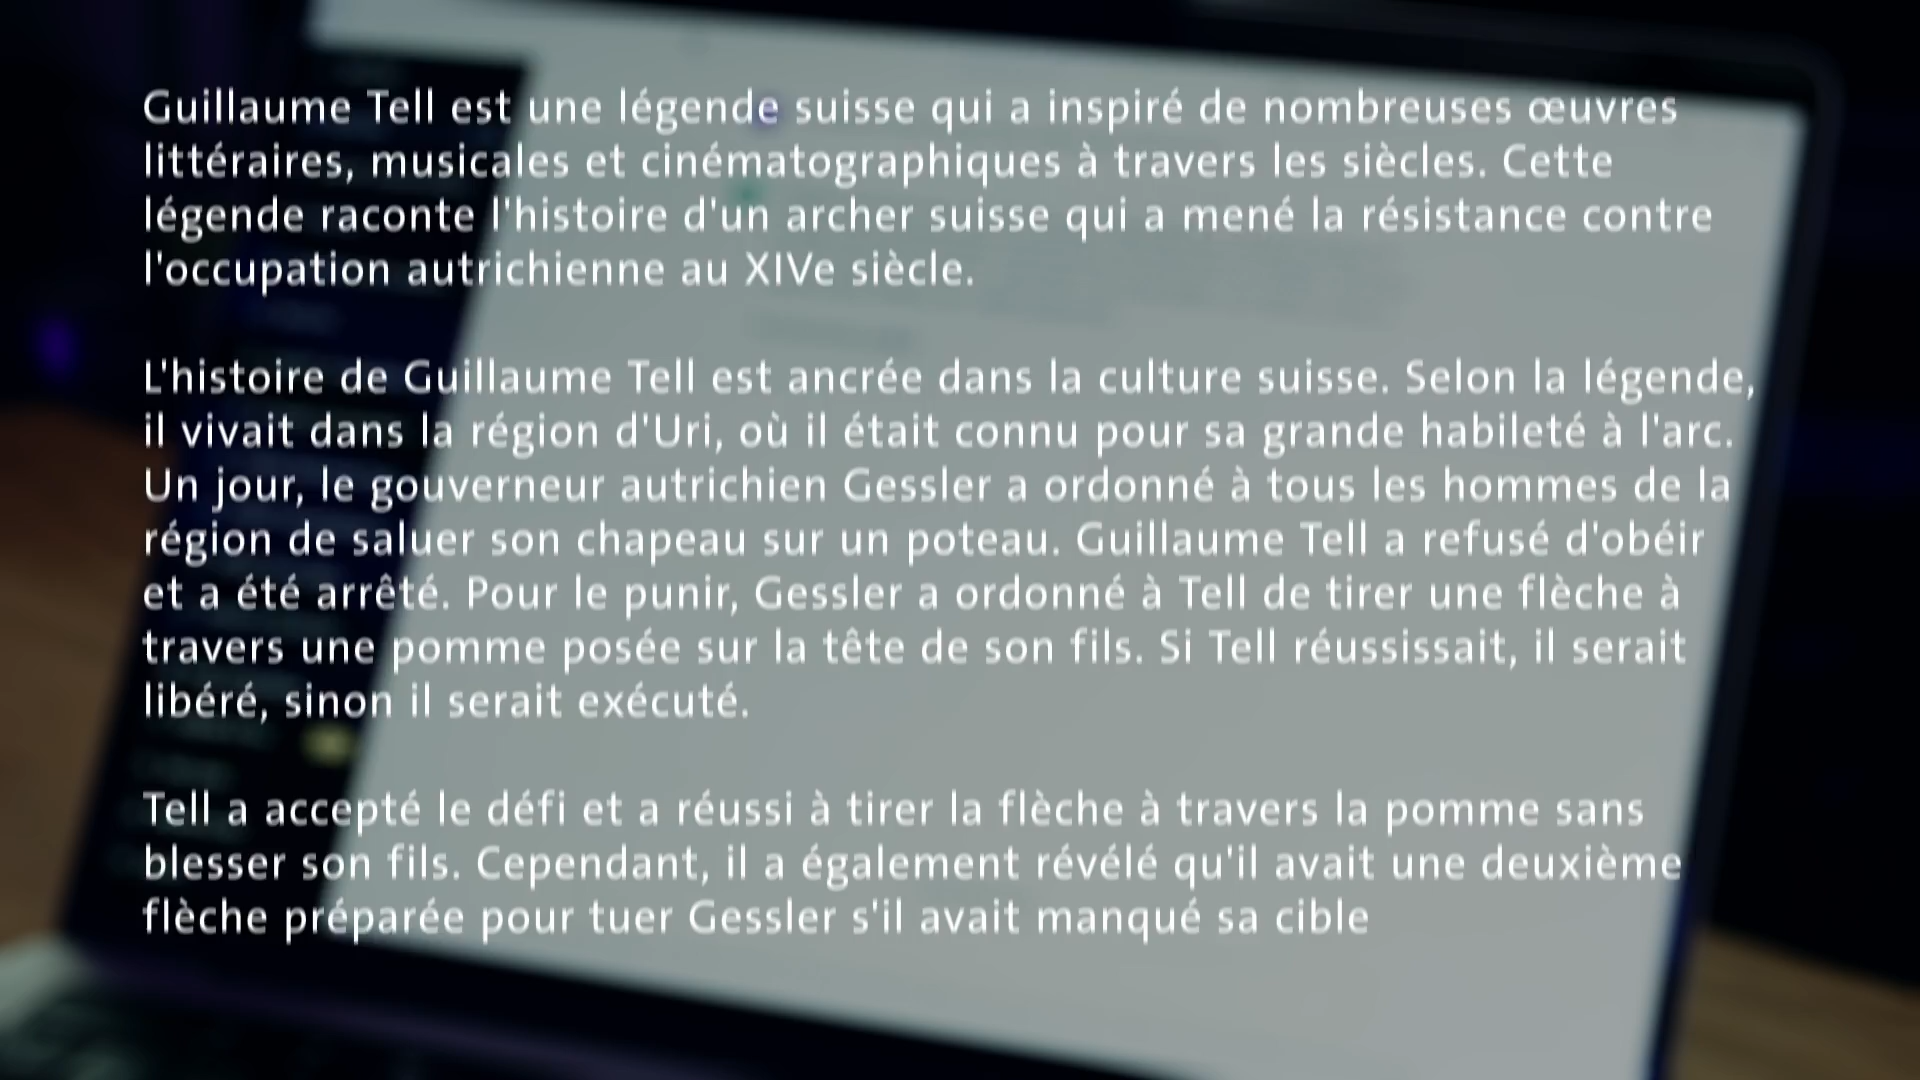 Guillaume Tell est une légende suisse qui a inspiré de nombreuses œuvres
littéraires, musicales et cinématographiques à travers les siècles. Cette
légende raconte l'histoire d'un archer suisse qui a mené la résistance contre
l'occupation autrichienne au XIVe siècle.
L'histoire de Guillaume Tell est ancrée dans la culture suisse. Selon la légende,
il vivait dans la région d'Uri, où il était connu pour sa grande habileté à l'arc.
Un jour, le gouverneur autrichien Gessler a ordonné à tous les hommes de la
région de saluer son chapeau sur un poteau. Guillaume Tell a refusé d'obéir
et a été arrêté. Pour le punir, Gessler a ordonné à Tell de tirer une flèche à
travers une pomme posée sur la tête de son fils. Si Tell réussissait, il serait
libéré, sinon il serait exécuté.
Tell a accepté le défi et a réussi à tirer la flèche à travers la pomme sans
blesser son fils. Cependant, il a également révélé qu'il avait une deuxième
flèche préparée pour tuer Gessler s'il avait manqué sa cible